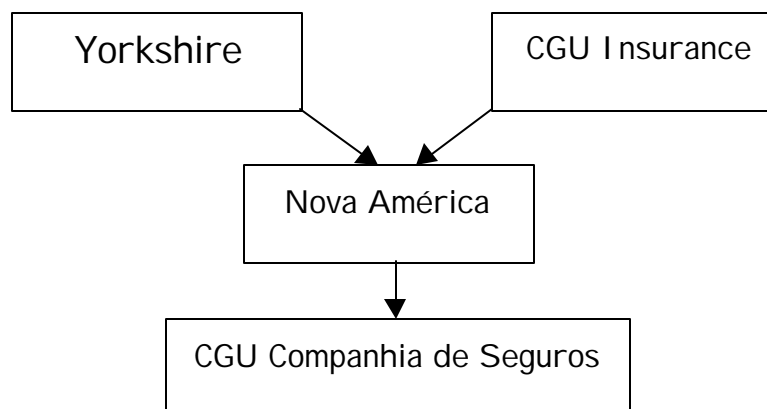 Yorkshire
CGU Insurance
Nova América
CGU Companhia de Seguros